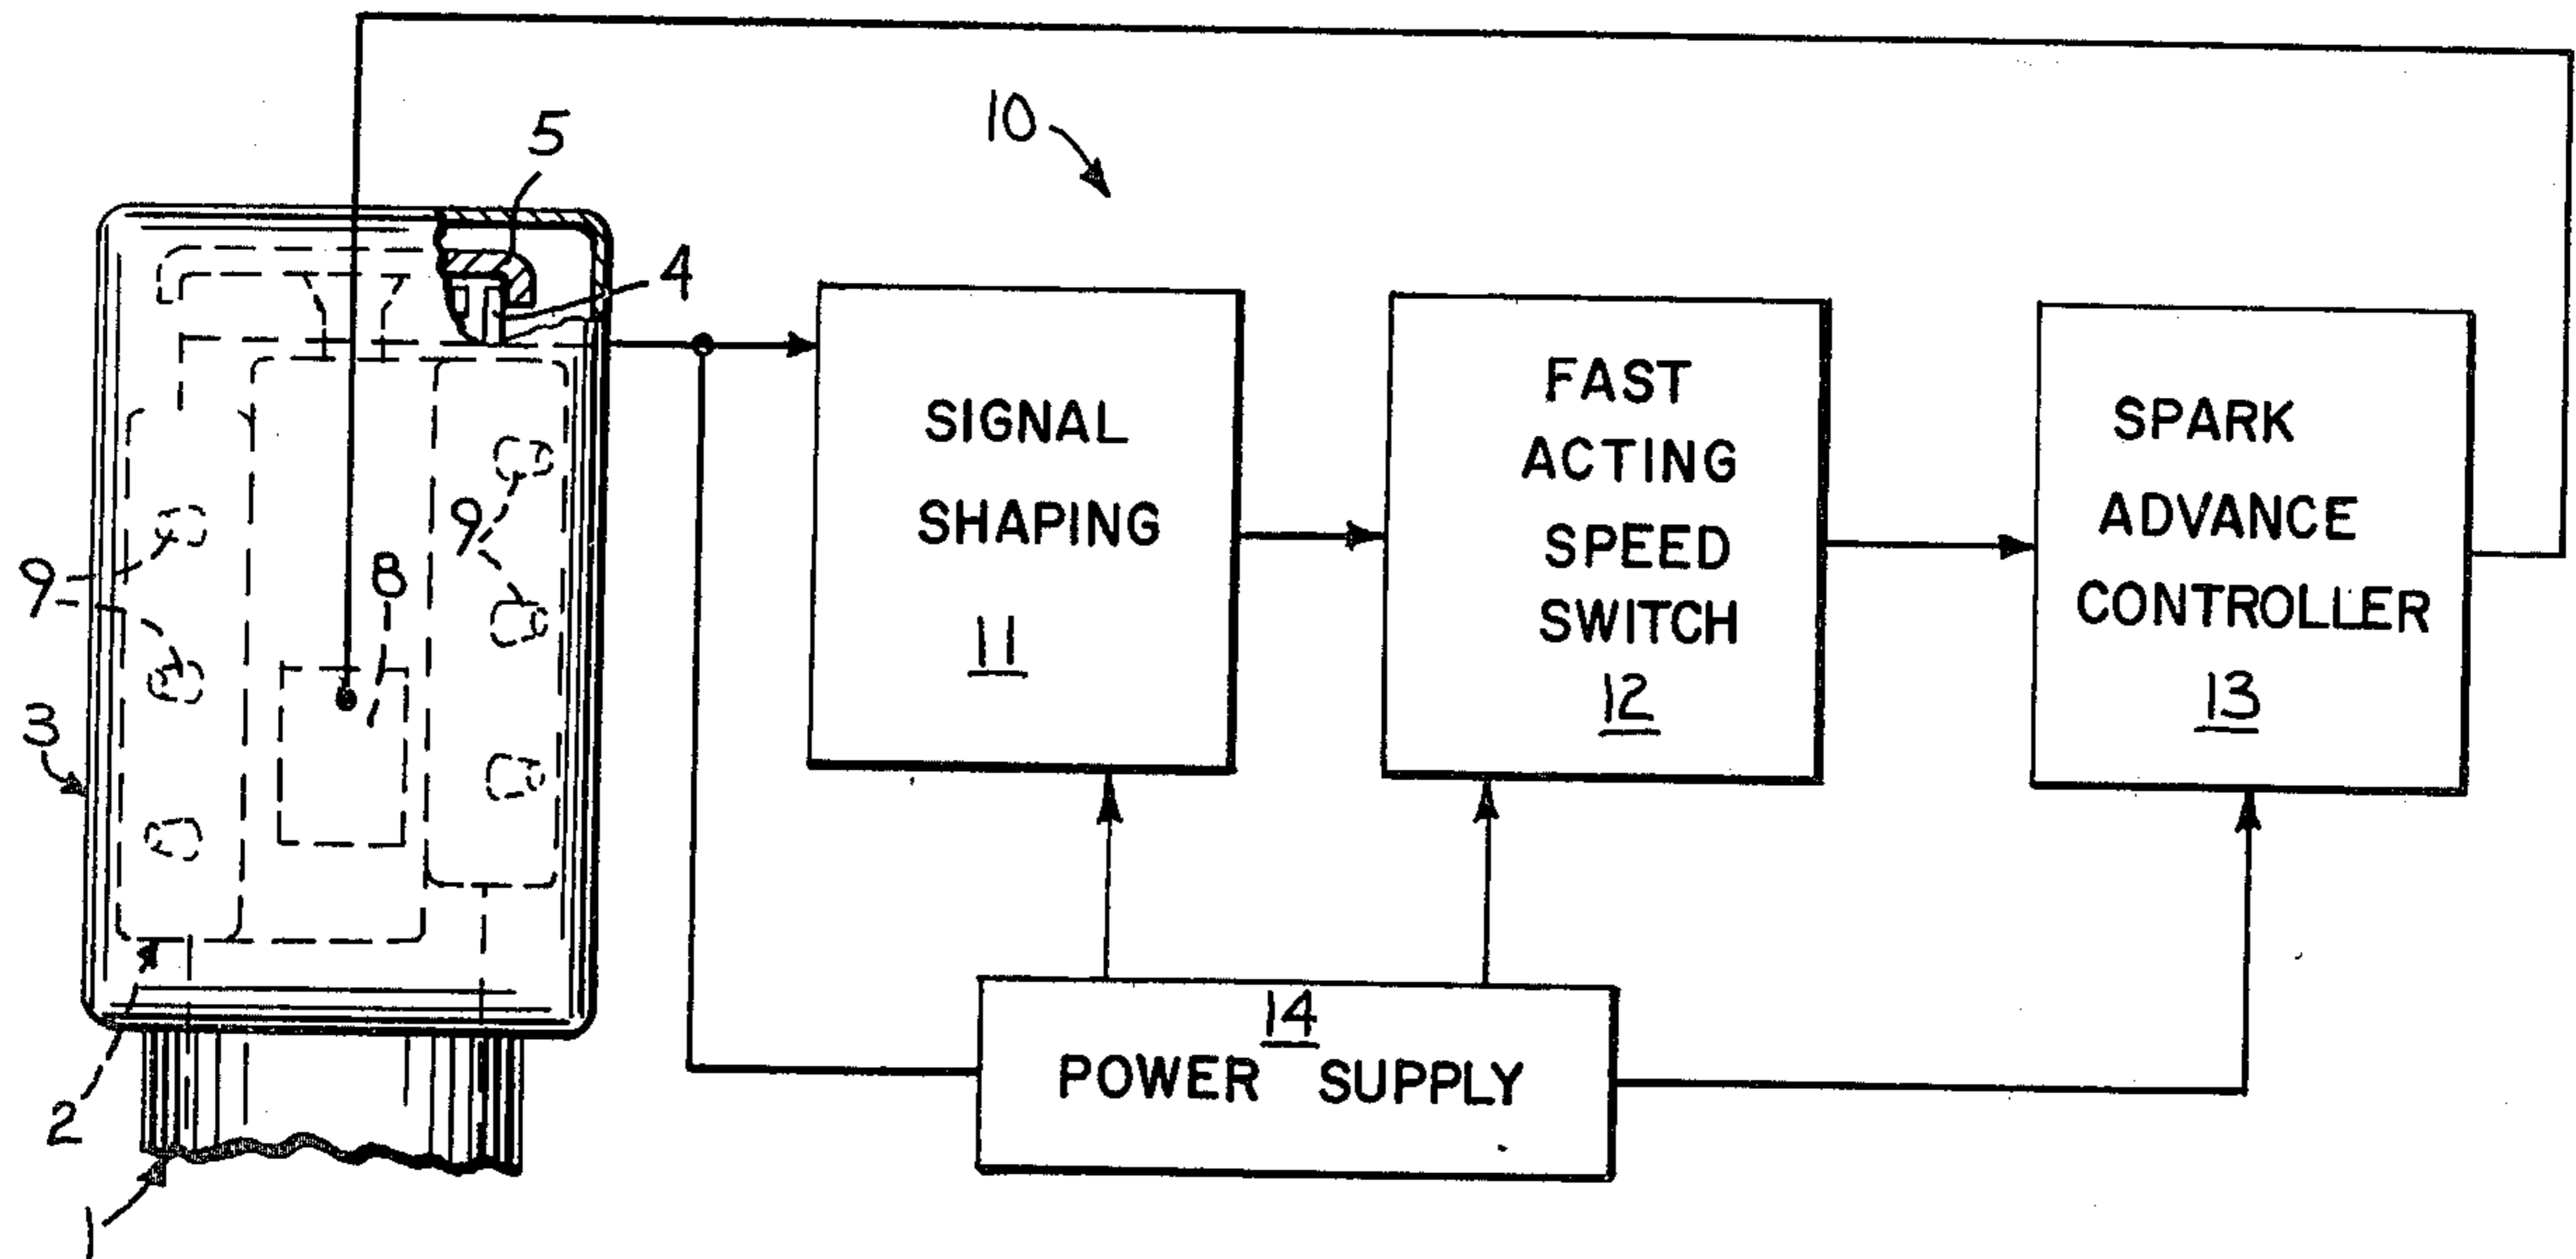 10
5
4
9
9
8
3
2
1
SIGNAL
SHAPING
11
FAST
ACTING
SPEED
SWITCH
12
SPARK
ADVANCE
CONTROLLER
13
14
POWER SUPPLY